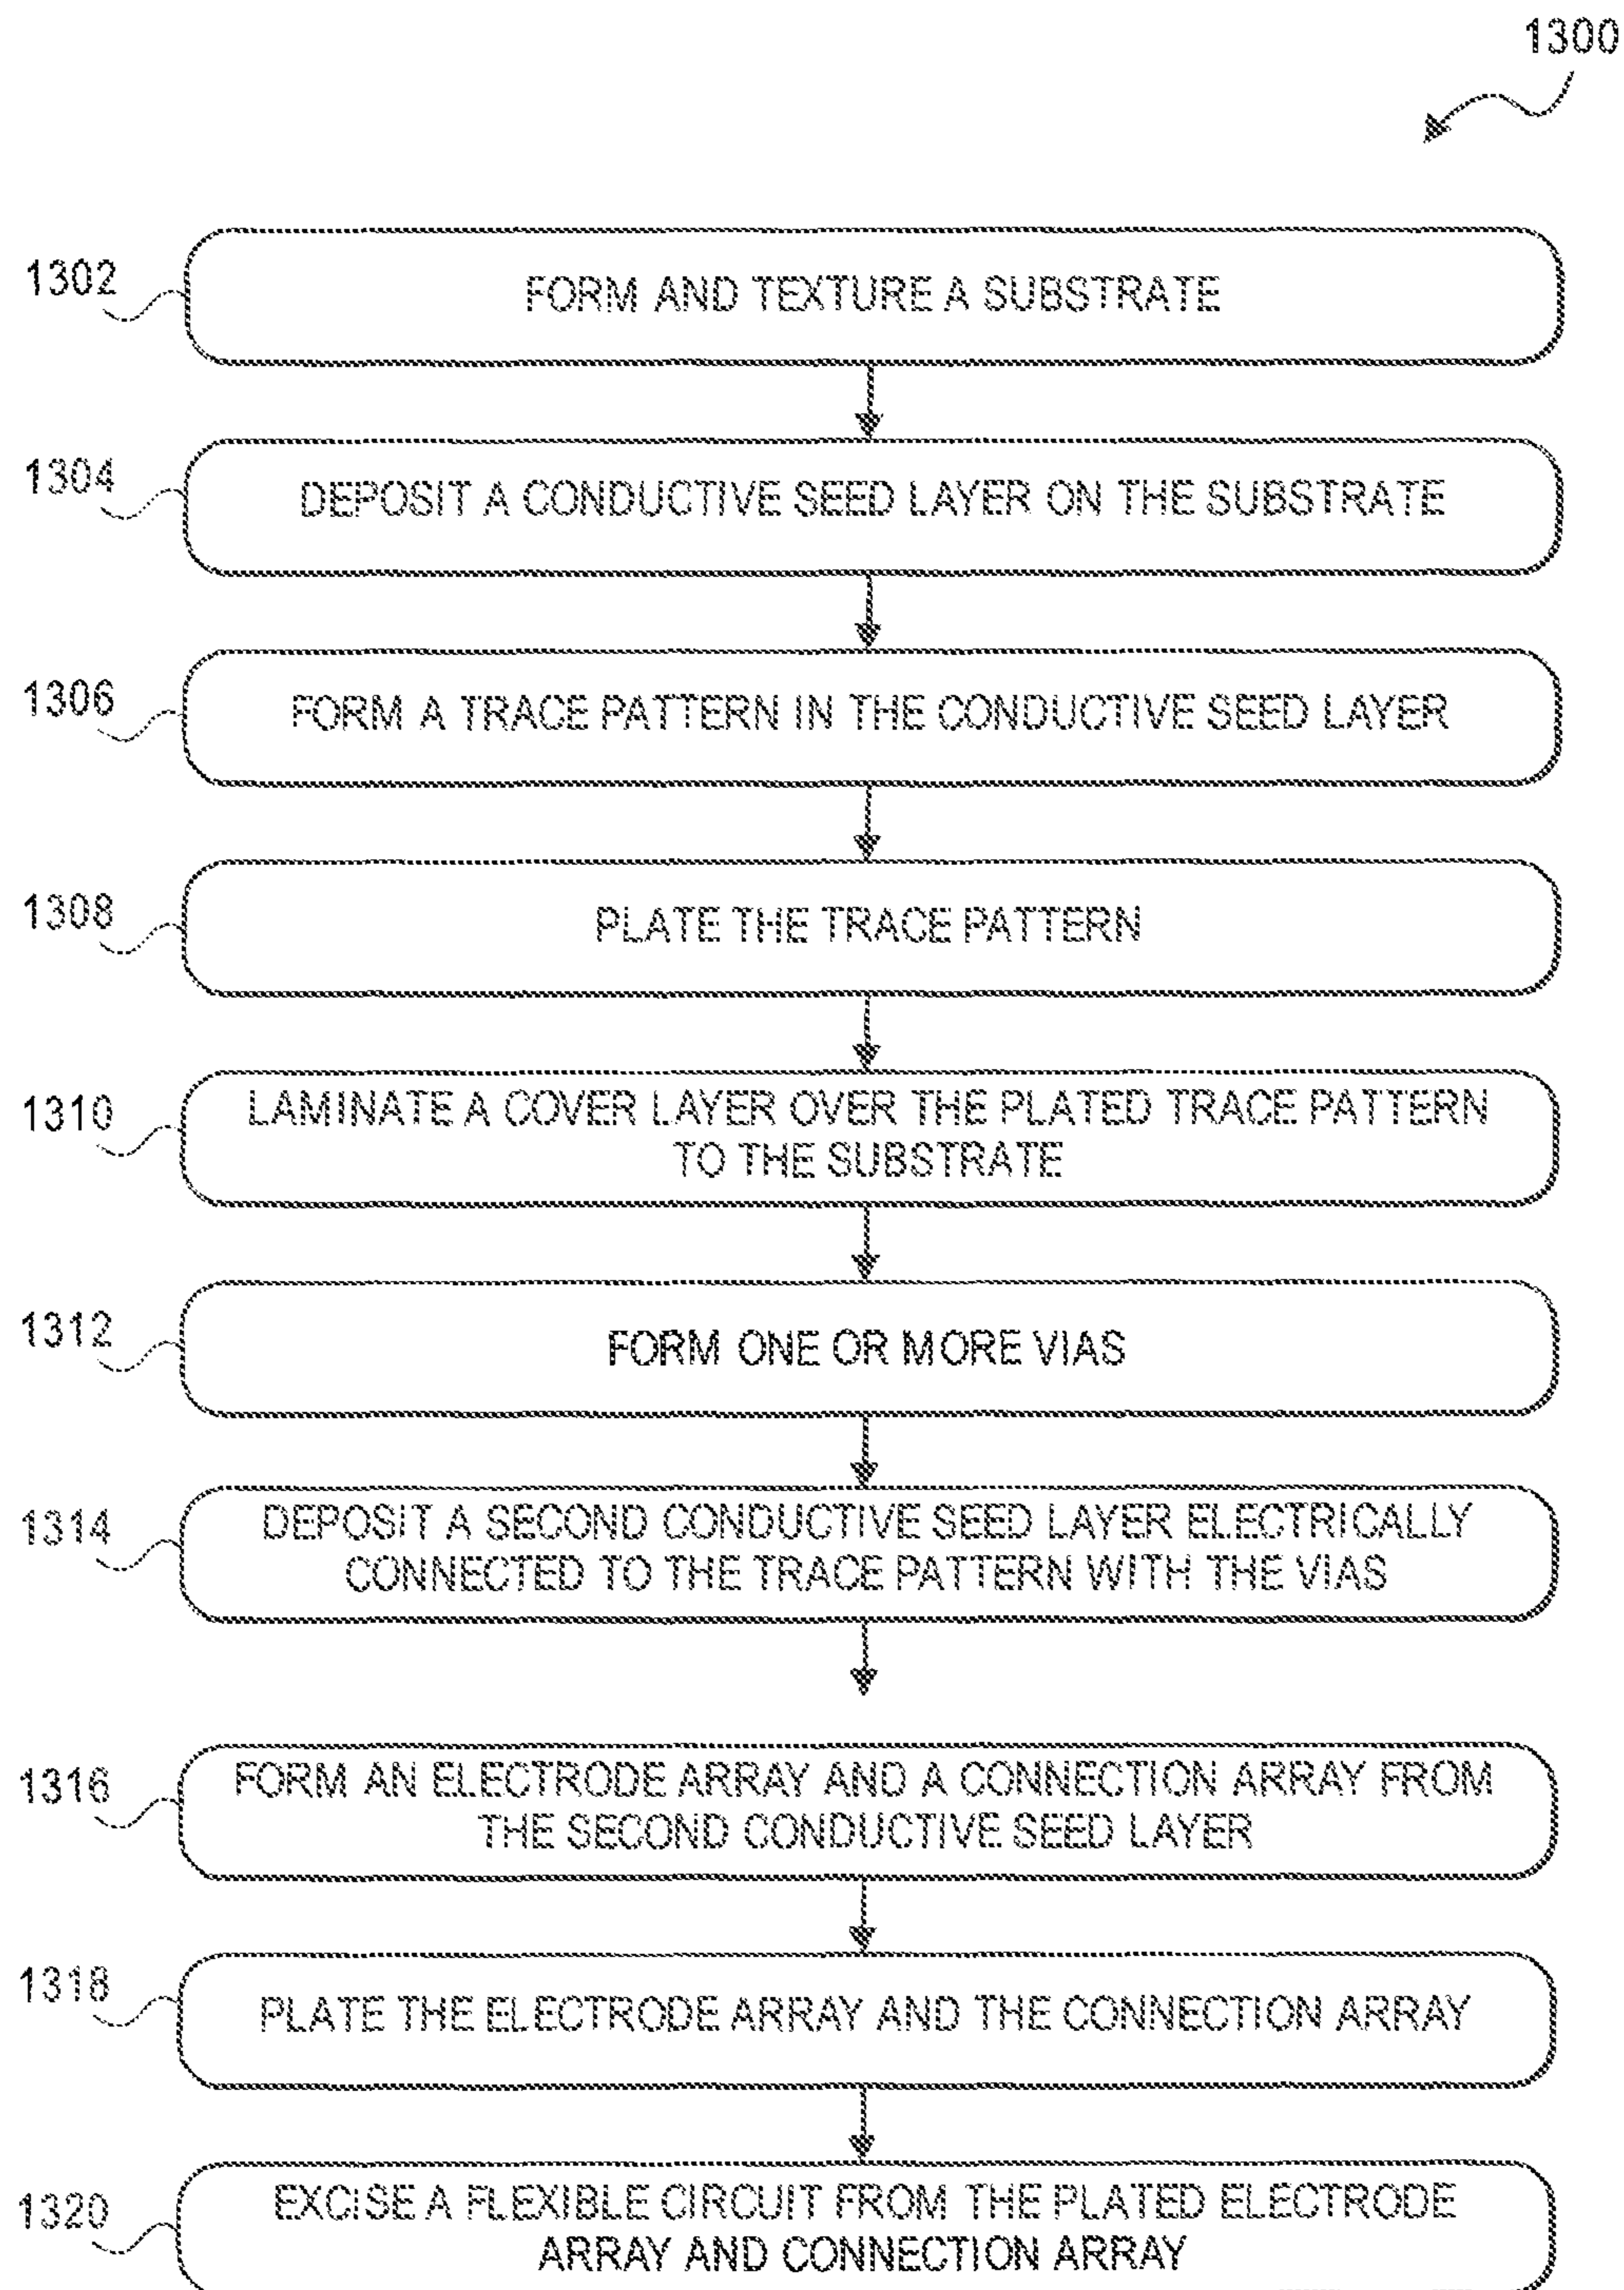 1300
1302
FORM AND TEXTURE A SUBSTRATE
1304
DEPOSIT A CONDUCTIVE SEED LAYER ON THE SUBSTRATE
1306
FORM A TRACE PATTERN IN THE CONDUCTIVE SEED LAYER
1308
PLATE THE TRACE PATTERN
1310
LAMINATE A COVER LAYER OVER THE PLATED TRACE PATTERN
TO THE SUBSTRATE
1312
FORM ONE OR MORE VIAS
1314
DEPOSIT A SECOND CONDUCTIVE SEED LAYER ELECTRICALLY
CONNECTED TO THE TRACE PATTERN WITH THE VIAS
1316
FORM AN ELECTRODE ARRAY AND A CONNECTION ARRAY FROM
THE SECOND CONDUCTIVE SEED LAYER
1318
PLATE THE ELECTRODE ARRAY AND THE CONNECTION ARRAY
1320
EXCISE A FLEXIBLE CIRCUIT FROM THE PLATED ELECTRODE
ARRAY AND CONNECTION ARRAY